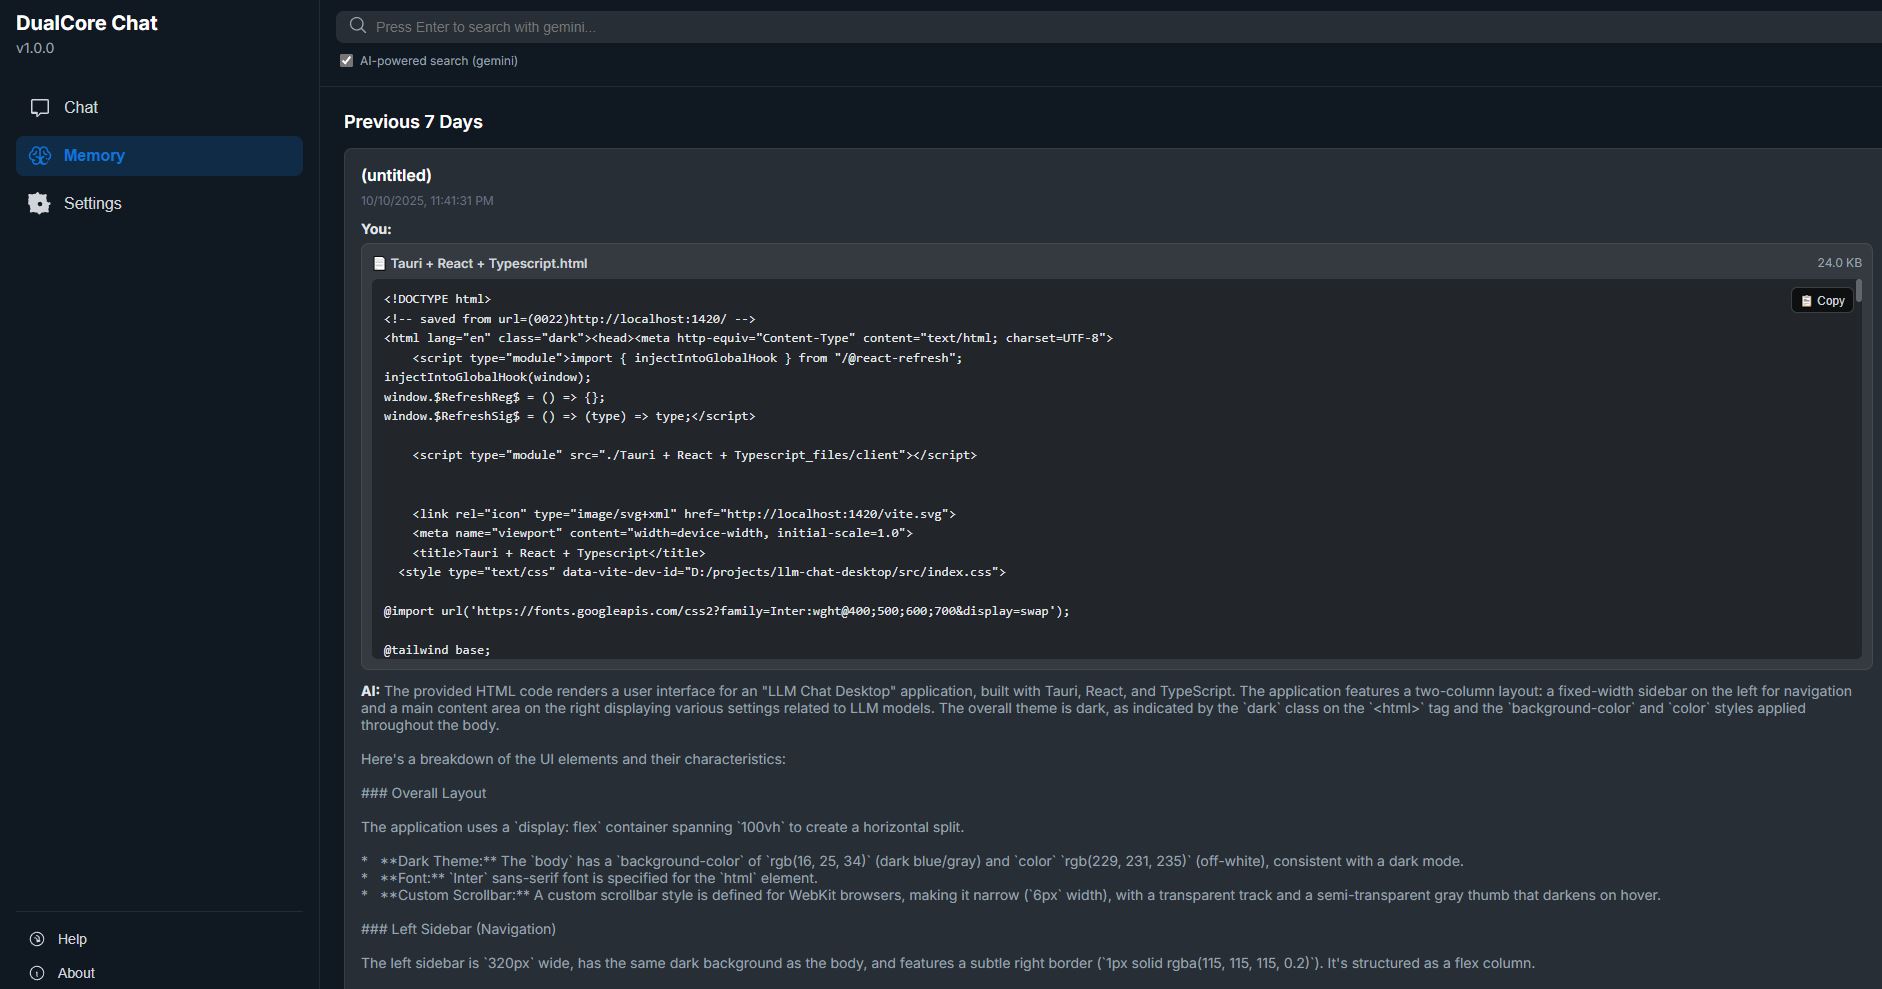 DualCore Chat
v1.0.0
Chat
Memory
Settings
Help
About
Press Enter to search with gemini...
AI-powered search (gemini)
Previous 7 Days
(untitled)
10/10/2025, 11:41:31 PM
You:
Tauri + React + Typescript.html
24.0 KB
Copy
<!DOCTYPE html>
<!-- saved from url=(0022)http://localhost:1420/ -->
<html lang="en" class="dark"><head><meta http-equiv="Content-Type" content="text/html; charset=UTF-8">
    <script type="module">import { injectIntoGlobalHook } from "/@react-refresh";
injectIntoGlobalHook(window);
window.$RefreshReg$ = () => {};
window.$RefreshSig$ = () => (type) => type;</script>
    <script type="module" src="./Tauri + React + Typescript_files/client"></script>
    <link rel="icon" type="image/svg+xml" href="http://localhost:1420/vite.svg">
    <meta name="viewport" content="width=device-width, initial-scale=1.0">
    <title>Tauri + React + Typescript</title>
  <style type="text/css" data-vite-dev-id="D:/projects/llm-chat-desktop/src/index.css">
@import url('https://fonts.googleapis.com/css2?family=Inter:wght@400;500;600;700&display=swap');
@tailwind base;
AI: The provided HTML code renders a user interface for an "LLM Chat Desktop" application, built with Tauri, React, and TypeScript. The application features a two-column layout: a fixed-width sidebar on the left for navigation
and a main content area on the right displaying various settings related to LLM models. The overall theme is dark, as indicated by the `dark` class on the `<html>` tag and the `background-color` and `color` styles applied
throughout the body.
Here's a breakdown of the UI elements and their characteristics:
### Overall Layout
The application uses a `display: flex` container spanning `100vh` to create a horizontal split.
*   **Dark Theme:** The `body` has a `background-color` of `rgb(16, 25, 34)` (dark blue/gray) and `color` `rgb(229, 231, 235)` (off-white), consistent with a dark mode.
*   **Font:** `Inter` sans-serif font is specified for the `html` element.
*   **Custom Scrollbar:** A custom scrollbar style is defined for WebKit browsers, making it narrow (`6px` width), with a transparent track and a semi-transparent gray thumb that darkens on hover.
### Left Sidebar (Navigation)
The left sidebar is `320px` wide, has the same dark background as the body, and features a subtle right border (`1px solid rgba(115, 115, 115, 0.2)`). It's structured as a flex column.